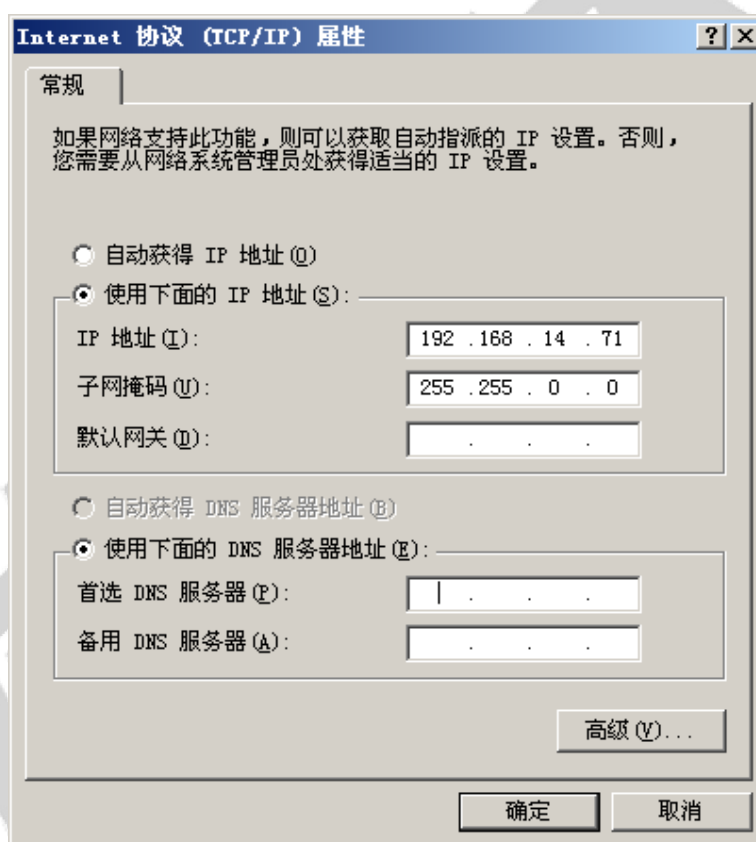 Internet 协议 (TCP/IP) 属性
常规
如果网络支持此功能,则可以获取自动指派的 IP 设置。否则,
您需要从网络系统管理员处获得适当的 IP 设置。
自动获得 IP 地址(O)
使用下面的 IP 地址(S):
IP 地址(I): 192 .168 . 14 . 71
子网掩码(U): 255 .255 . 0 . 0
默认网关(D): . . .
自动获得 DNS 服务器地址(B)
使用下面的 DNS 服务器地址(E):
首选 DNS 服务器(P): . . .
备用 DNS 服务器(A): . . .
高级(V)...
确定 取消